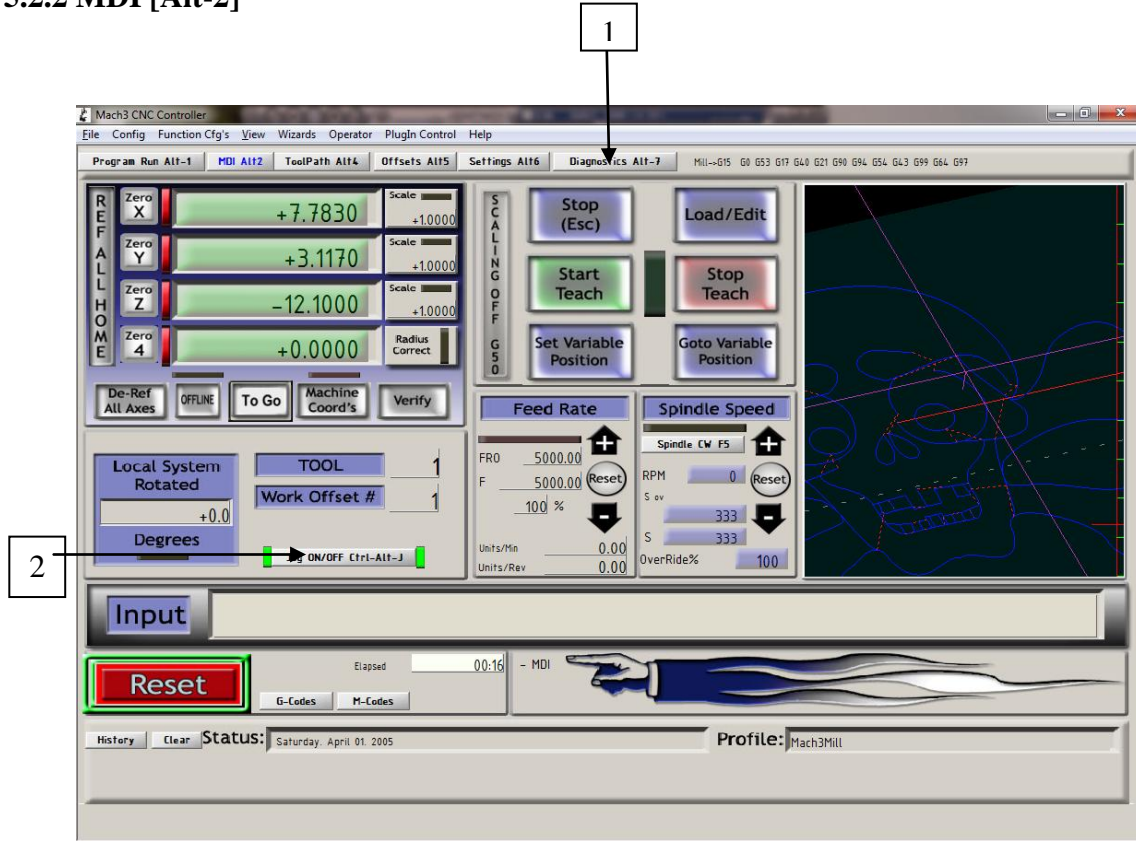 5.2.2 MDI [Alt-2]
1
Mach3 CNC Controller
File Config Function Cfg's View Wizards Operator PlugIn Control Help
Program Run Alt-1 MDI Alt2 ToolPath Alt4 Offsets Alt5 Settings Alt6 Diagnostics Alt-7 Mill->G15 G0 G53 G17 G40 G21 G90 G94 G54 G43 G99 G64 G97
REF ALL HOME
Zero X +7.7830 Scale +1.0000
Zero Y +3.1170 Scale +1.0000
Zero Z -12.1000 Scale +1.0000
Zero 4 +0.0000 Radius Correct
De-Ref All Axes OFFLINE To Go Machine Coord's Verify
SCALING OFF G50
Stop (Esc) Load/Edit
Start Teach Stop Teach
Set Variable Position Goto Variable Position
Local System Rotated
+0.0
Degrees
TOOL 1
Work Offset # 1
2
ON/OFF Ctrl-Alt-J
Feed Rate
FRO 5000.00
F 5000.00 Reset
100 %
Units/Min 0.00
Units/Rev 0.00
Spindle Speed
Spindle CW F5
RPM 0 Reset
S ov
333
S 333
OverRide% 100
Input
Reset
Elapsed 00:16 - MDI
G-Codes M-Codes
History Clear Status: Saturday. April 01. 2005 Profile: Mach3Mill